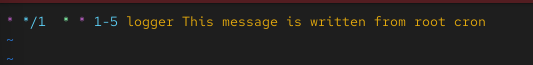 * */1  * * 1-5 logger This message is written from root cron
~
~